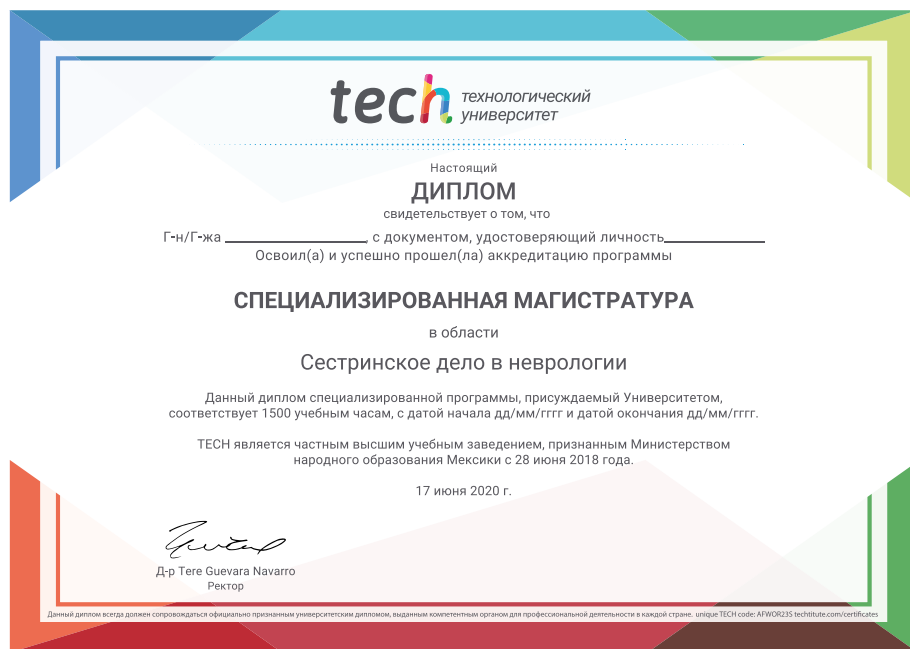 tech технологический
университет
Настоящий
ДИПЛОМ
свидетельствует о том, что
Г-н/Г-жа ____________, с документом, удостоверяющий личность____________
Освоил(а) и успешно прошел(ла) аккредитацию программы
СПЕЦИАЛИЗИРОВАННАЯ МАГИСТРАТУРА
в области
Сестринское дело в неврологии
Данный диплом специализированной программы, присуждаемый Университетом,
соответствует 1500 учебным часам, с датой начала дд/мм/гггг и датой окончания дд/мм/гггг.
TECH является частным высшим учебным заведением, признанным Министерством
народного образования Мексики с 28 июня 2018 года.
17 июня 2020 г.
Д-р Tere Guevara Navarro
Ректор
Данный диплом всегда должен сопровождаться официально признанным университетским дипломом, выданным компетентным органом для профессиональной деятельности в каждой стране. unique TECH code: AFWOR23S techtitute.com/certificates